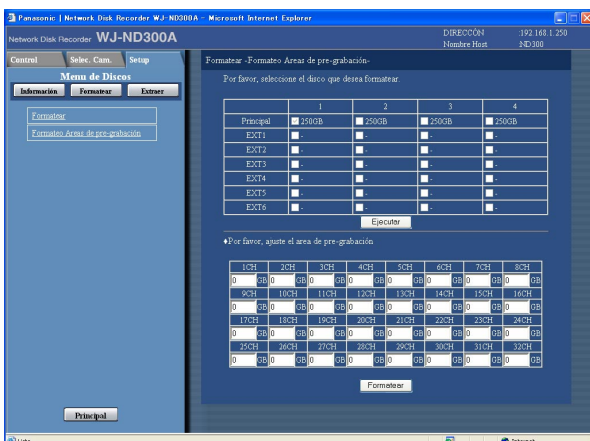 Panasonic | Network Disk Recorder WJ-ND300A - Microsoft Internet Explorer
Network Disk Recorder WJ-ND300A
DIRECCÓN :192.168.1.250
Nombre Host :ND300
Control Selec. Cam. Setup
Menu de Discos
Información Formatear Extraer
Formatear
Formateo Areas de pre-grabación
Formatear -Formateo Areas de pre-grabación-
Por favor, seleccione el disco que desea formatear.
1 2 3 4
Principal 250GB 250GB 250GB 250GB
EXT1 - - - -
EXT2 - - - -
EXT3 - - - -
EXT4 - - - -
EXT5 - - - -
EXT6 - - - -
Ejecutar
♦Por favor, ajuste el area de pre-grabación
1CH 2CH 3CH 4CH 5CH 6CH 7CH 8CH
0 GB 0 GB 0 GB 0 GB 0 GB 0 GB 0 GB 0 GB
9CH 10CH 11CH 12CH 13CH 14CH 15CH 16CH
0 GB 0 GB 0 GB 0 GB 0 GB 0 GB 0 GB 0 GB
17CH 18CH 19CH 20CH 21CH 22CH 23CH 24CH
0 GB 0 GB 0 GB 0 GB 0 GB 0 GB 0 GB 0 GB
25CH 26CH 27CH 28CH 29CH 30CH 31CH 32CH
0 GB 0 GB 0 GB 0 GB 0 GB 0 GB 0 GB 0 GB
Formatear
Principal